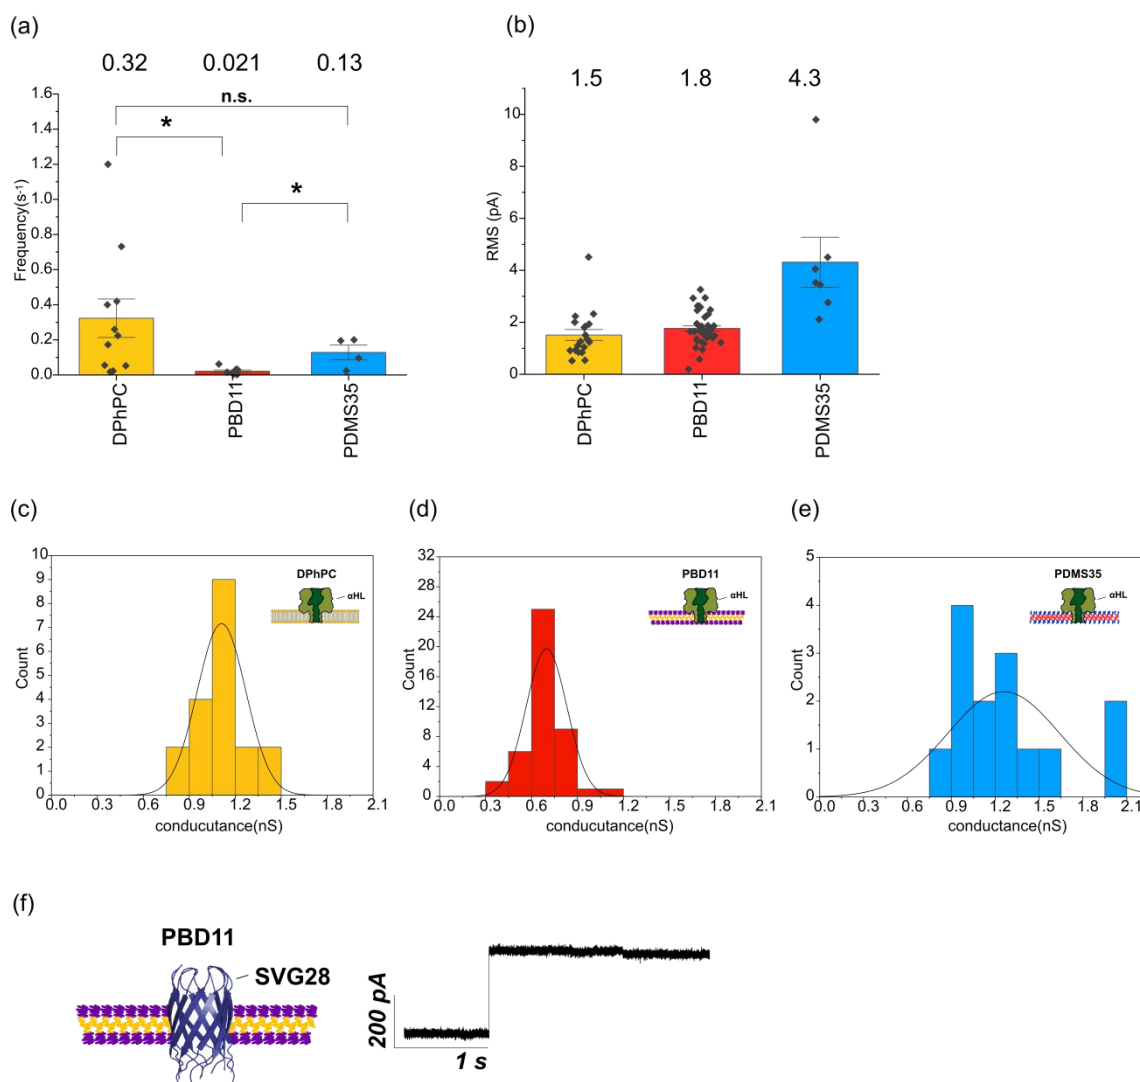 (a)
0.32 0.021 0.13
n.s.
*
*
1.6
1.4
1.2
1.0
0.8
0.6
0.4
0.2
0.0
Frequency(s⁻¹)
DPhPC
PBD11
PDMS35
(b)
1.5 1.8 4.3
10
8
6
4
2
0
RMS (pA)
DPhPC
PBD11
PDMS35
(c)
DPhPC
αHL
10
9
8
7
6
5
4
3
2
1
0
Count
0.0 0.3 0.6 0.9 1.2 1.5 1.8 2.1
conducutance(nS)
(d)
PBD11
αHL
32
28
24
20
16
12
8
4
0
Count
0.0 0.3 0.6 0.9 1.2 1.5 1.8 2.1
conducutance(nS)
(e)
PDMS35
αHL
5
4
3
2
1
0
Count
0.0 0.3 0.6 0.9 1.2 1.5 1.8 2.1
conductance(nS)
(f)
PBD11
SVG28
200 pA
1 s